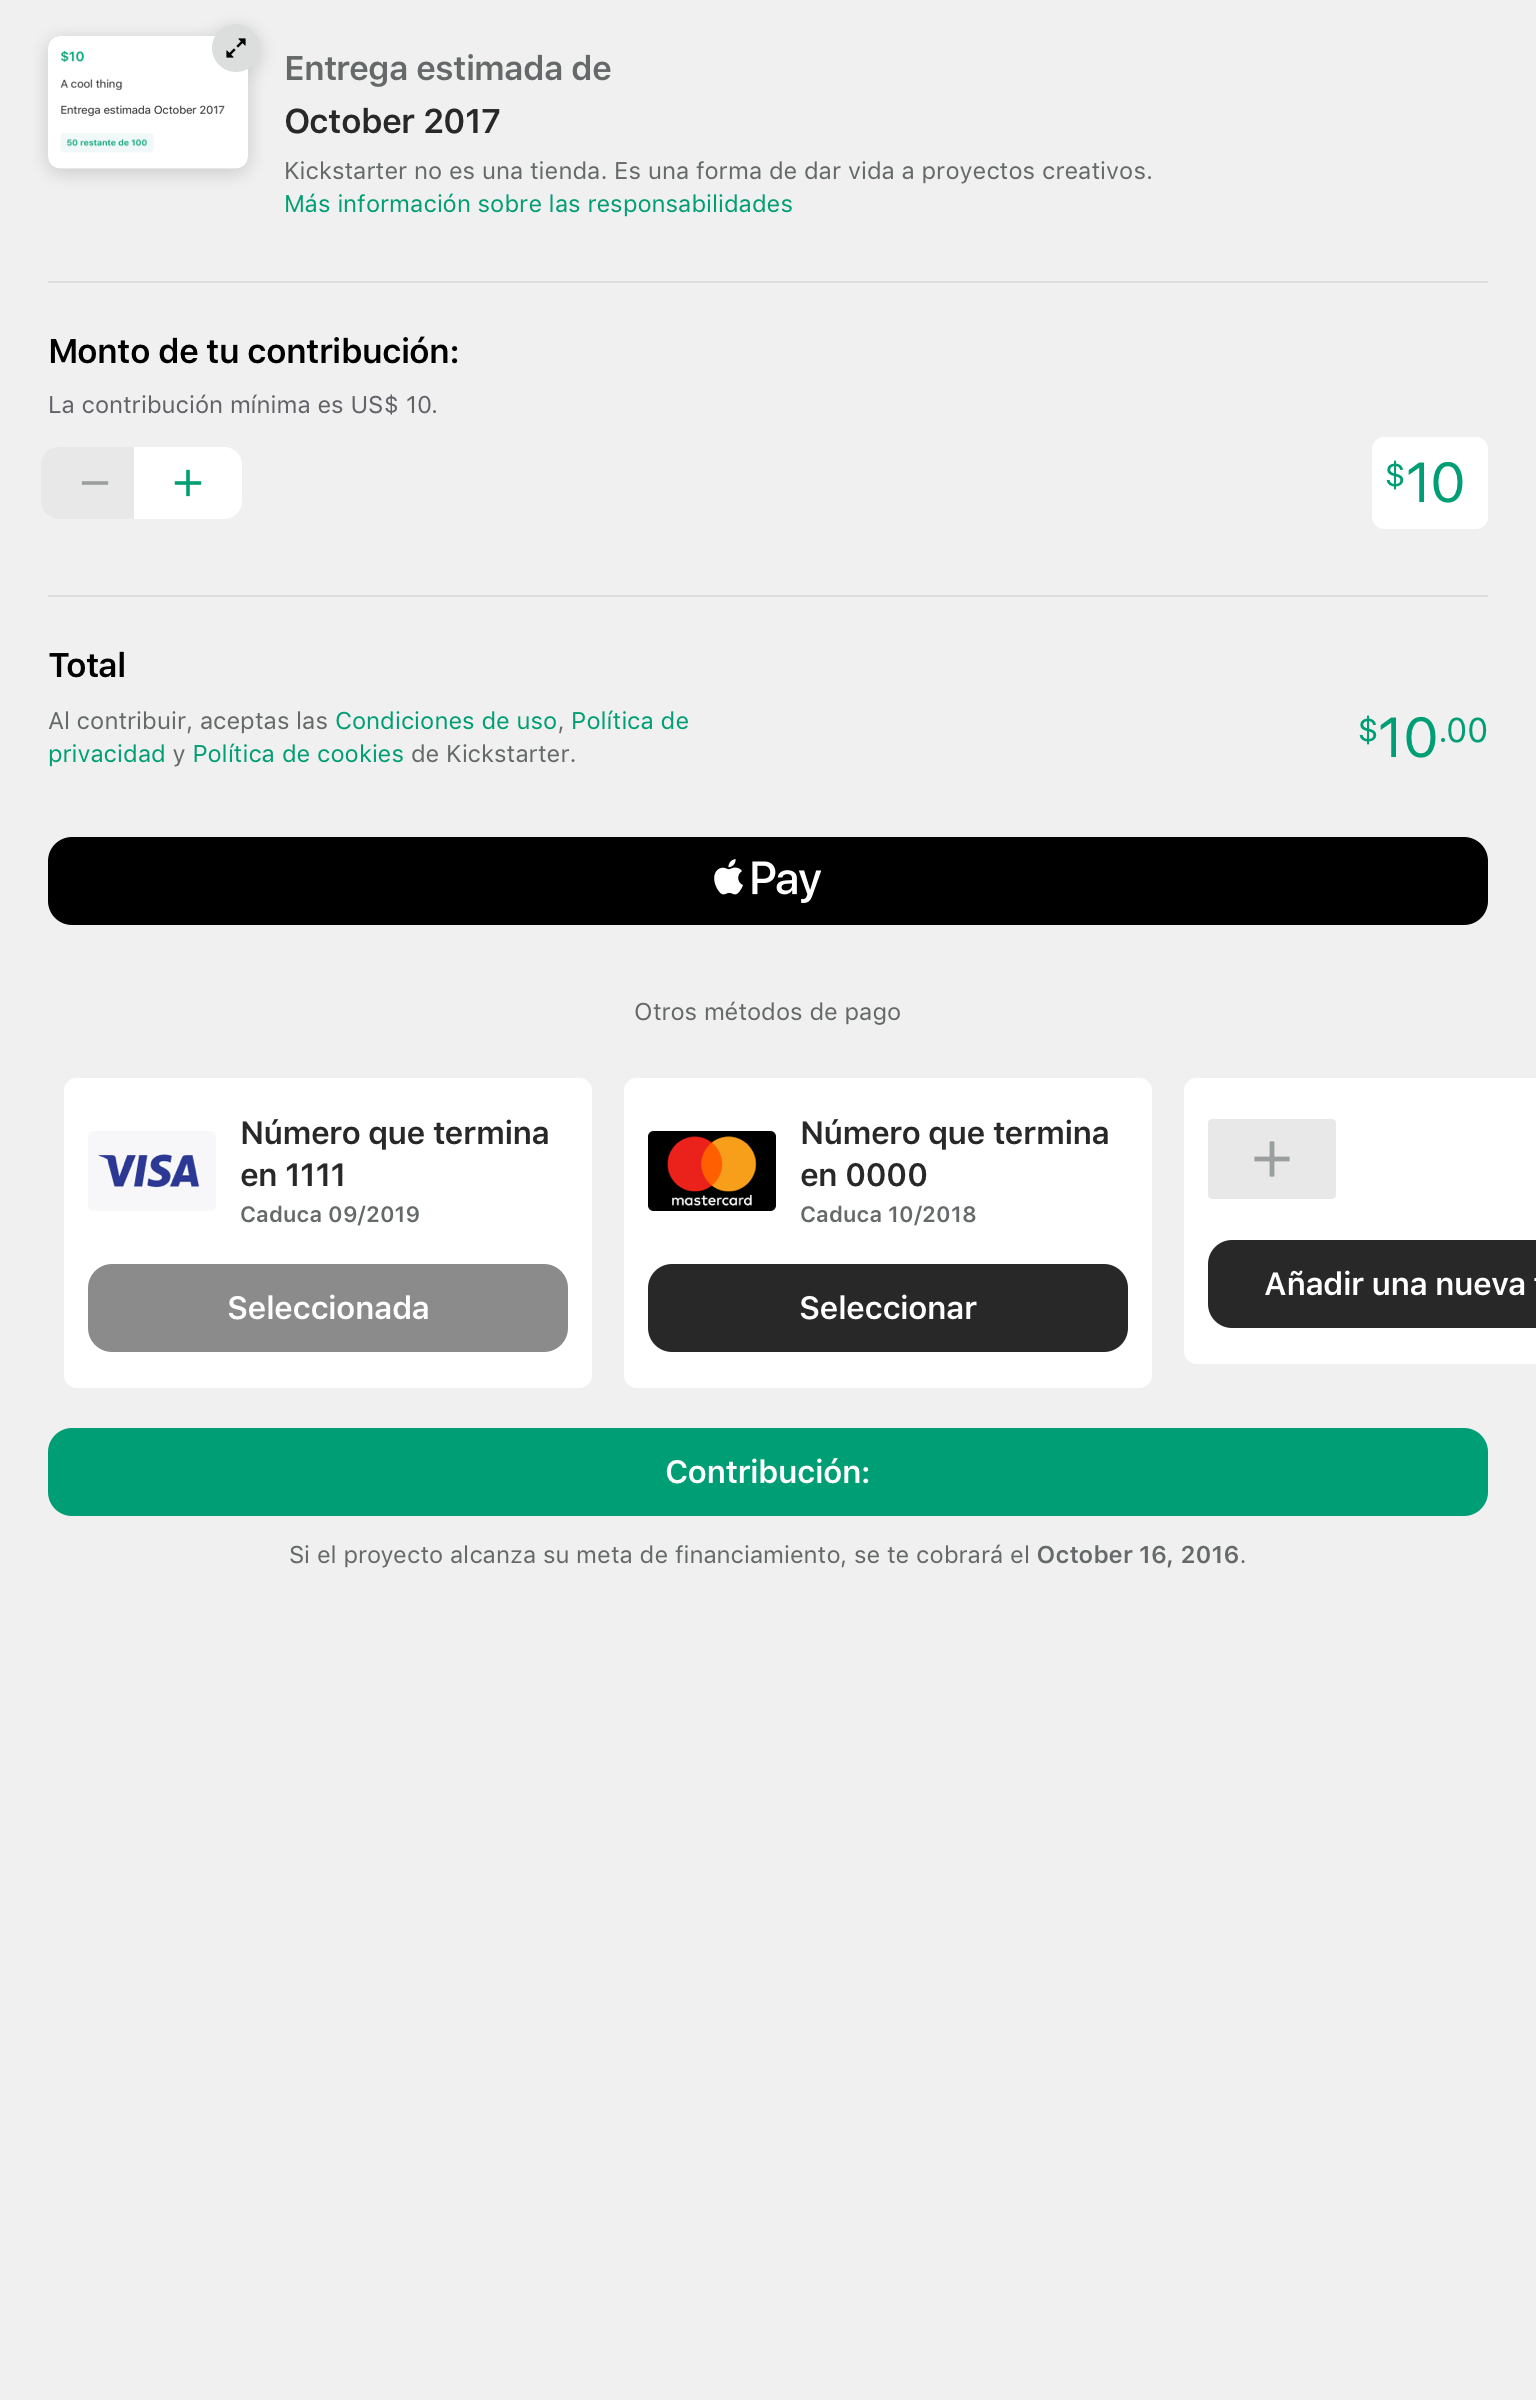 $10
A cool thing
Entrega estimada October 2017
50 restante de 100
Entrega estimada de
October 2017
Kickstarter no es una tienda. Es una forma de dar vida a proyectos creativos.
Más información sobre las responsabilidades
Monto de tu contribución:
La contribución mínima es US$ 10.
$10
Total
Al contribuir, aceptas las Condiciones de uso, Política de
privacidad y Política de cookies de Kickstarter.
$10.00
Pay
Otros métodos de pago
VISA
Número que termina
en 1111
Caduca 09/2019
Seleccionada
mastercard
Número que termina
en 0000
Caduca 10/2018
Seleccionar
Añadir una nueva
Contribución:
Si el proyecto alcanza su meta de financiamiento, se te cobrará el October 16, 2016.